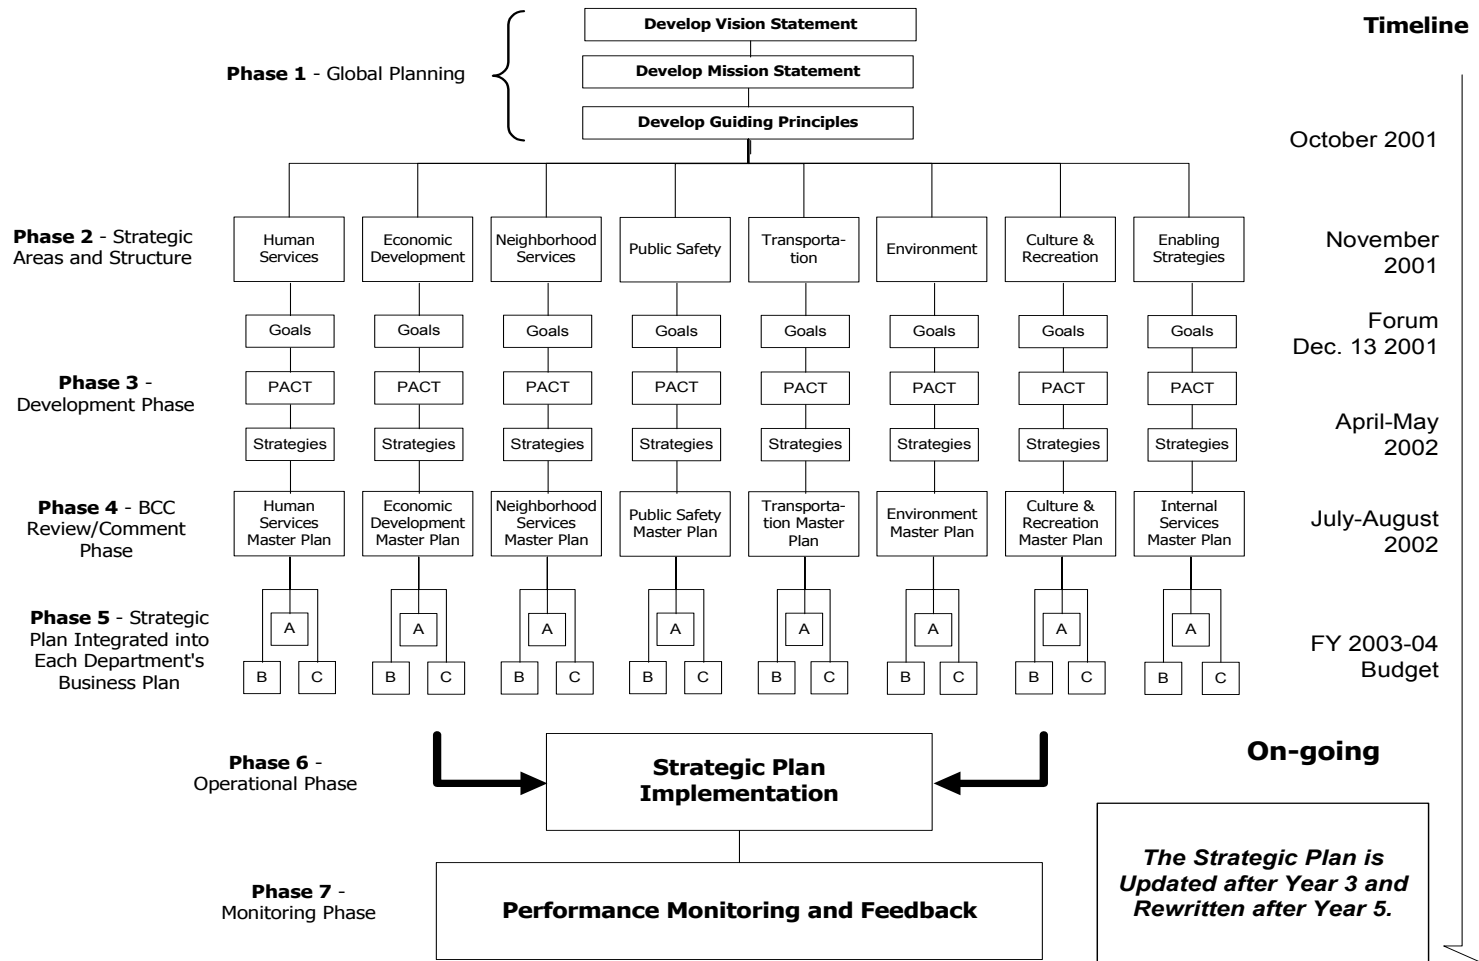 Develop Vision Statement
Timeline
Phase 1 - Global Planning
Develop Mission Statement
Develop Guiding Principles
October 2001
Phase 2 - Strategic
Areas and Structure
Human
Services
Economic
Development
Neighborhood
Services
Public Safety
Transporta-
tion
Environment
Culture &
Recreation
Enabling
Strategies
November
2001
Goals
Goals
Goals
Goals
Goals
Goals
Goals
Goals
Forum
Dec. 13 2001
Phase 3 -
Development Phase
PACT
PACT
PACT
PACT
PACT
PACT
PACT
PACT
Strategies
Strategies
Strategies
Strategies
Strategies
Strategies
Strategies
Strategies
April-May
2002
Phase 4 - BCC
Review/Comment
Phase
Human
Services
Master Plan
Economic
Development
Master Plan
Neighborhood
Services
Master Plan
Public Safety
Master Plan
Transporta-
tion Master
Plan
Environment
Master Plan
Culture &
Recreation
Master Plan
Internal
Services
Master Plan
July-August
2002
Phase 5 - Strategic
Plan Integrated into
Each Department's
Business Plan
A
B
C
A
B
C
A
B
C
A
B
C
A
B
C
A
B
C
A
B
C
A
B
C
FY 2003-04
Budget
Phase 6 -
Operational Phase
Strategic Plan
Implementation
On-going
Phase 7 -
Monitoring Phase
Performance Monitoring and Feedback
The Strategic Plan is
Updated after Year 3 and
Rewritten after Year 5.